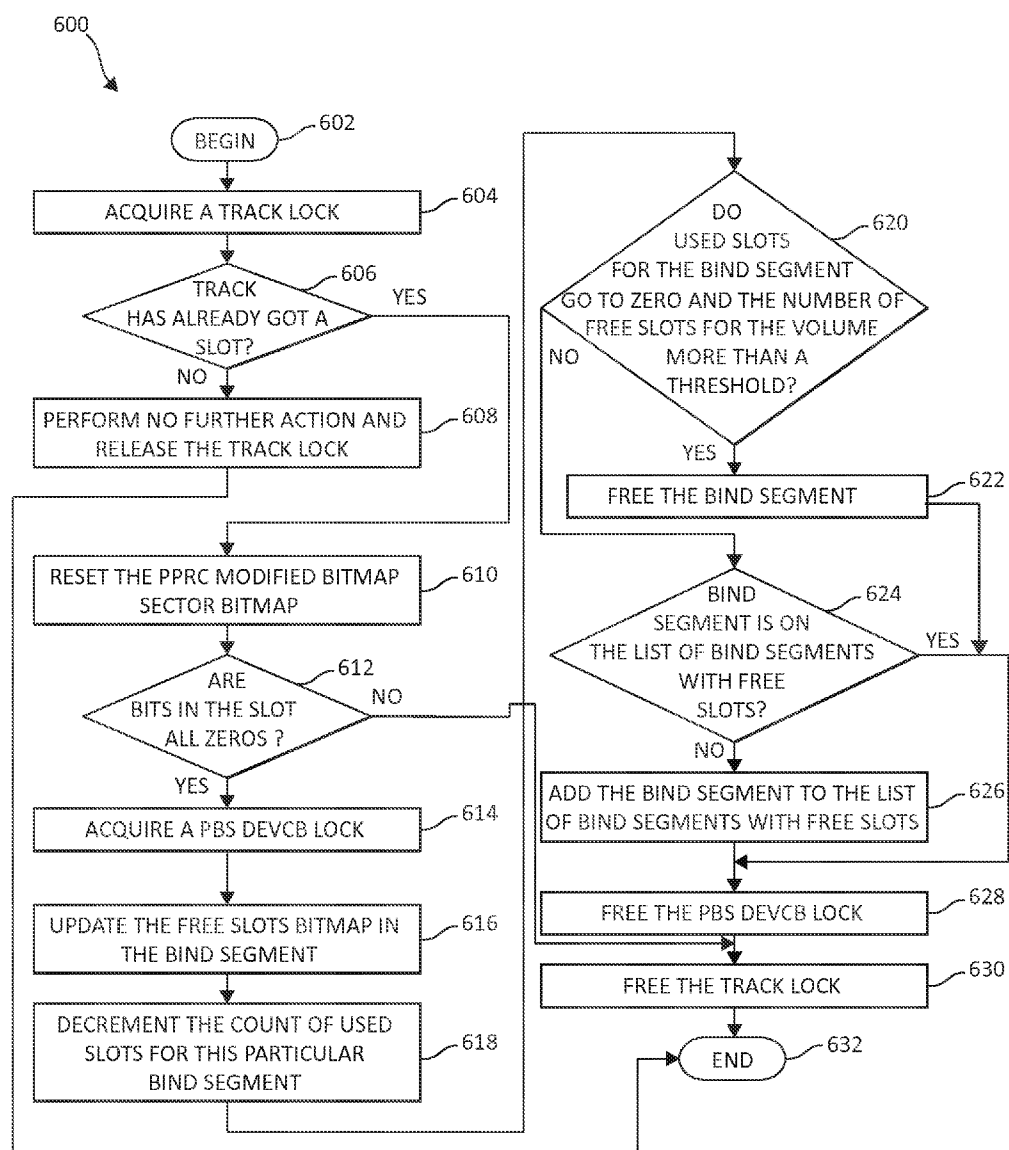 600
BEGIN
602
ACQUIRE A TRACK LOCK
604
TRACK
HAS ALREADY GOT A
SLOT?
606
YES
NO
PERFORM NO FURTHER ACTION AND
RELEASE THE TRACK LOCK
608
RESET THE PPRC MODIFIED BITMAP
SECTOR BITMAP
610
ARE
BITS IN THE SLOT
ALL ZEROS ?
612
NO
YES
ACQUIRE A PBS DEVCB LOCK
614
UPDATE THE FREE SLOTS BITMAP IN
THE BIND SEGMENT
616
DECREMENT THE COUNT OF USED
SLOTS FOR THIS PARTICULAR
BIND SEGMENT
618
DO
USED SLOTS
FOR THE BIND SEGMENT
GO TO ZERO AND THE NUMBER OF
FREE SLOTS FOR THE VOLUME
MORE THAN A
THRESHOLD?
620
NO
YES
FREE THE BIND SEGMENT
622
BIND
SEGMENT IS ON
THE LIST OF BIND SEGMENTS
WITH FREE
SLOTS?
624
YES
NO
ADD THE BIND SEGMENT TO THE LIST
OF BIND SEGMENTS WITH FREE SLOTS
626
FREE THE PBS DEVCB LOCK
628
FREE THE TRACK LOCK
630
END
632